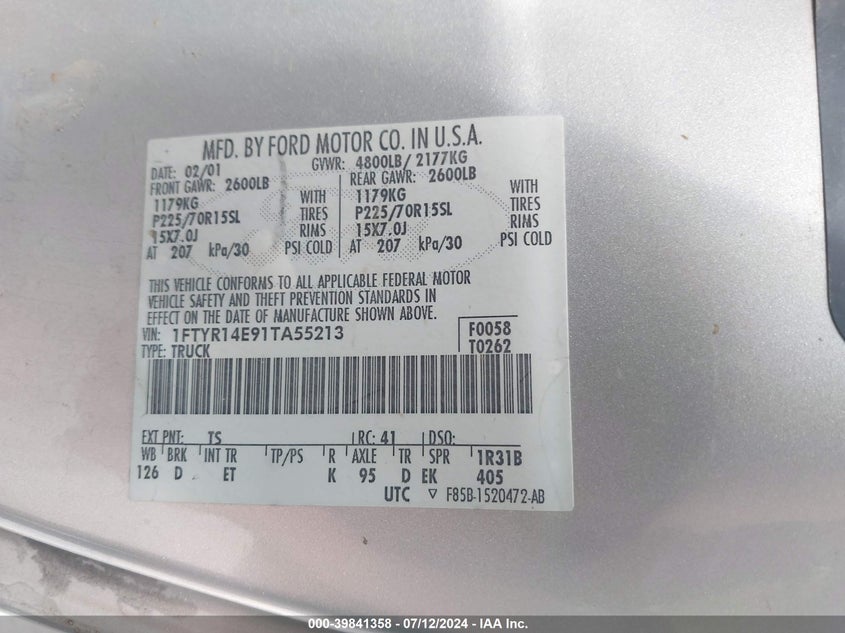 MFD. BY FORD MOTOR CO. IN U.S.A.
DATE: 02/01 GVWR: 4800LB/ 2177KG
FRONT GAWR: 2600LB REAR GAWR: 2600LB
1179KG WITH 1179KG WITH
P225/70R15SL TIRES P225/70R15SL TIRES
15X7.0J RIMS 15X7.0J RIMS
AT 207 kPa/30 PSI COLD AT 207 kPa/30 PSI COLD
THIS VEHICLE CONFORMS TO ALL APPLICABLE FEDERAL MOTOR
VEHICLE SAFETY AND THEFT PREVENTION STANDARDS IN
EFFECT ON THE DATE OF MANUFACTURE SHOWN ABOVE.
VIN: 1FTYR14E91TA55213 F0058
TYPE: TRUCK T0262
EXT PNT: TS RC: 41 DSO:
WB BRK INT TR TP/PS R AXLE TR SPR 1R31B
126 D ET K 95 D EK 405
UTC ▽ F85B-1520472-AB
000-39841358 - 07/12/2024 - IAA Inc.